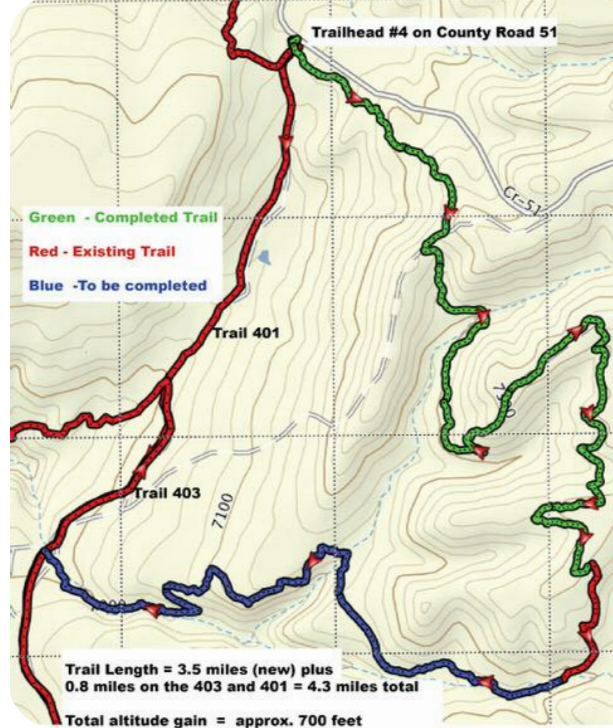 Trailhead #4 on County Road 51
Cr-51
Green - Completed Trail
Red - Existing Trail
Blue -To be completed
Trail 401
Trail 403
7100
Trail Length = 3.5 miles (new) plus
0.8 miles on the 403 and 401 = 4.3 miles total
Total altitude gain = approx. 700 feet